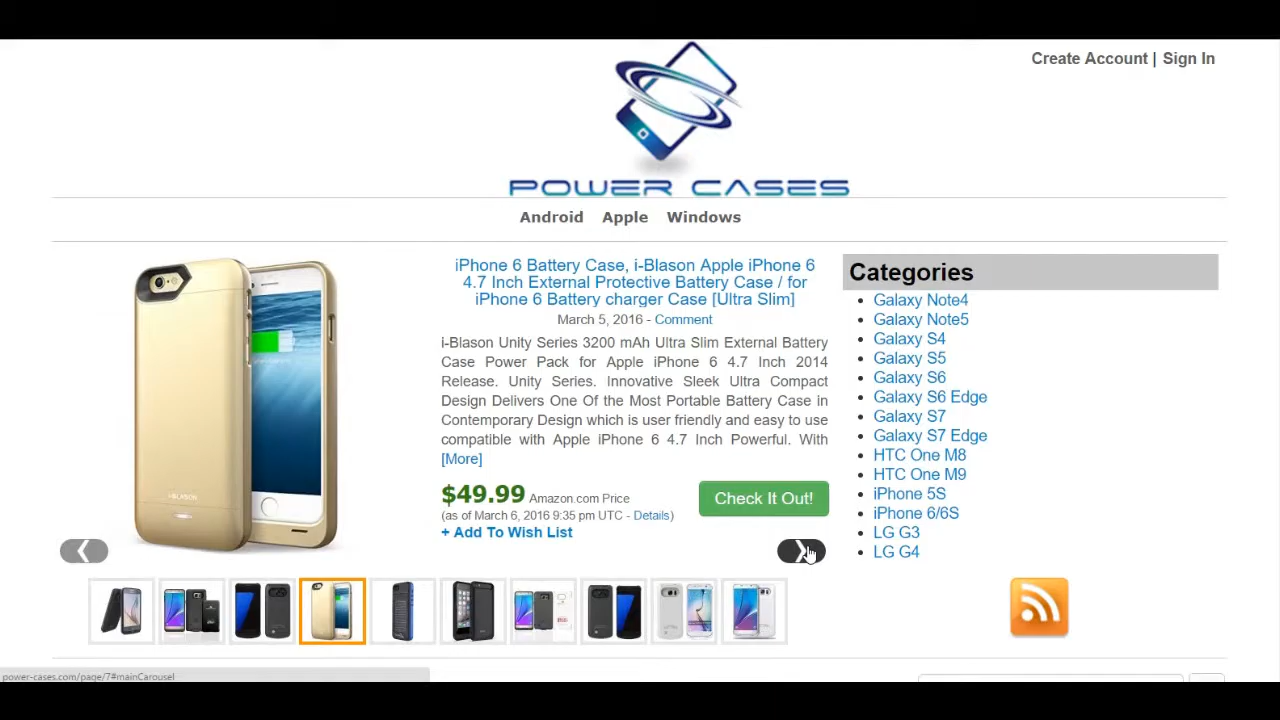 Create Account | Sign In
POWER CASES
Android Apple Windows
iPhone 6 Battery Case, i-Blason Apple iPhone 6
4.7 Inch External Protective Battery Case / for
iPhone 6 Battery charger Case [Ultra Slim]
March 5, 2016 - Comment
i-Blason Unity Series 3200 mAh Ultra Slim External Battery
Case Power Pack for Apple iPhone 6 4.7 Inch 2014
Release. Unity Series. Innovative Sleek Ultra Compact
Design Delivers One Of the Most Portable Battery Case in
Contemporary Design which is user friendly and easy to use
compatible with Apple iPhone 6 4.7 Inch Powerful. With
[More]
$49.99 Amazon.com Price
(as of March 6, 2016 9:35 pm UTC - Details)
+ Add To Wish List
Check It Out!
Categories
Galaxy Note4
Galaxy Note5
Galaxy S4
Galaxy S5
Galaxy S6
Galaxy S6 Edge
Galaxy S7
Galaxy S7 Edge
HTC One M8
HTC One M9
iPhone 5S
iPhone 6/6S
LG G3
LG G4
i-BLASON
power-cases.com/page/7#mainCarousel